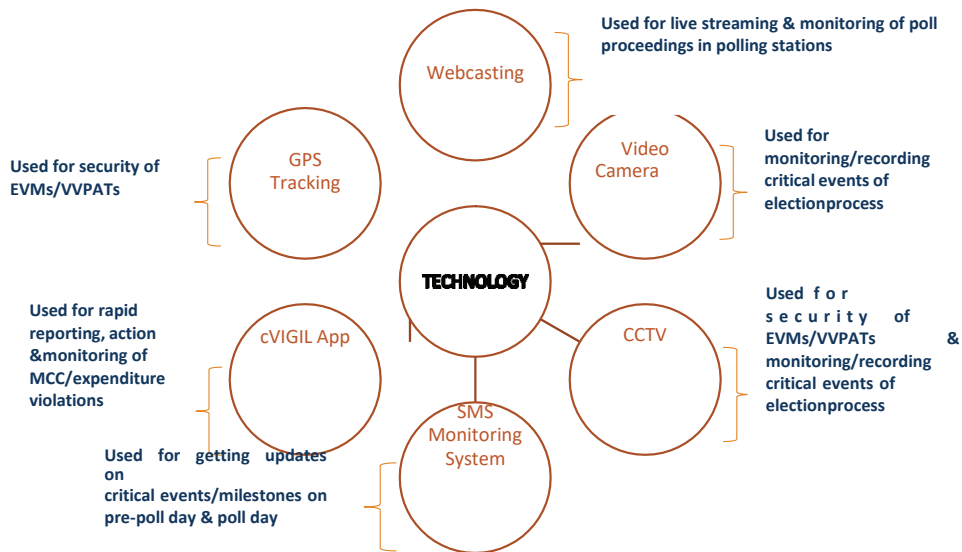 Used for live streaming & monitoring of poll
proceedings in polling stations
Webcasting
Video
Camera
Used for
monitoring/recording
critical events of
electionprocess
GPS
Tracking
Used for security of
EVMs/VVPATs
TECHNOLOGY
Used for rapid
reporting, action
&monitoring of
MCC/expenditure
violations
cVIGIL App
CCTV
Used for
security of
EVMs/VVPATs &
monitoring/recording
critical events of
electionprocess
SMS
Monitoring
System
Used for getting updates
on
critical events/milestones on
pre-poll day & poll day